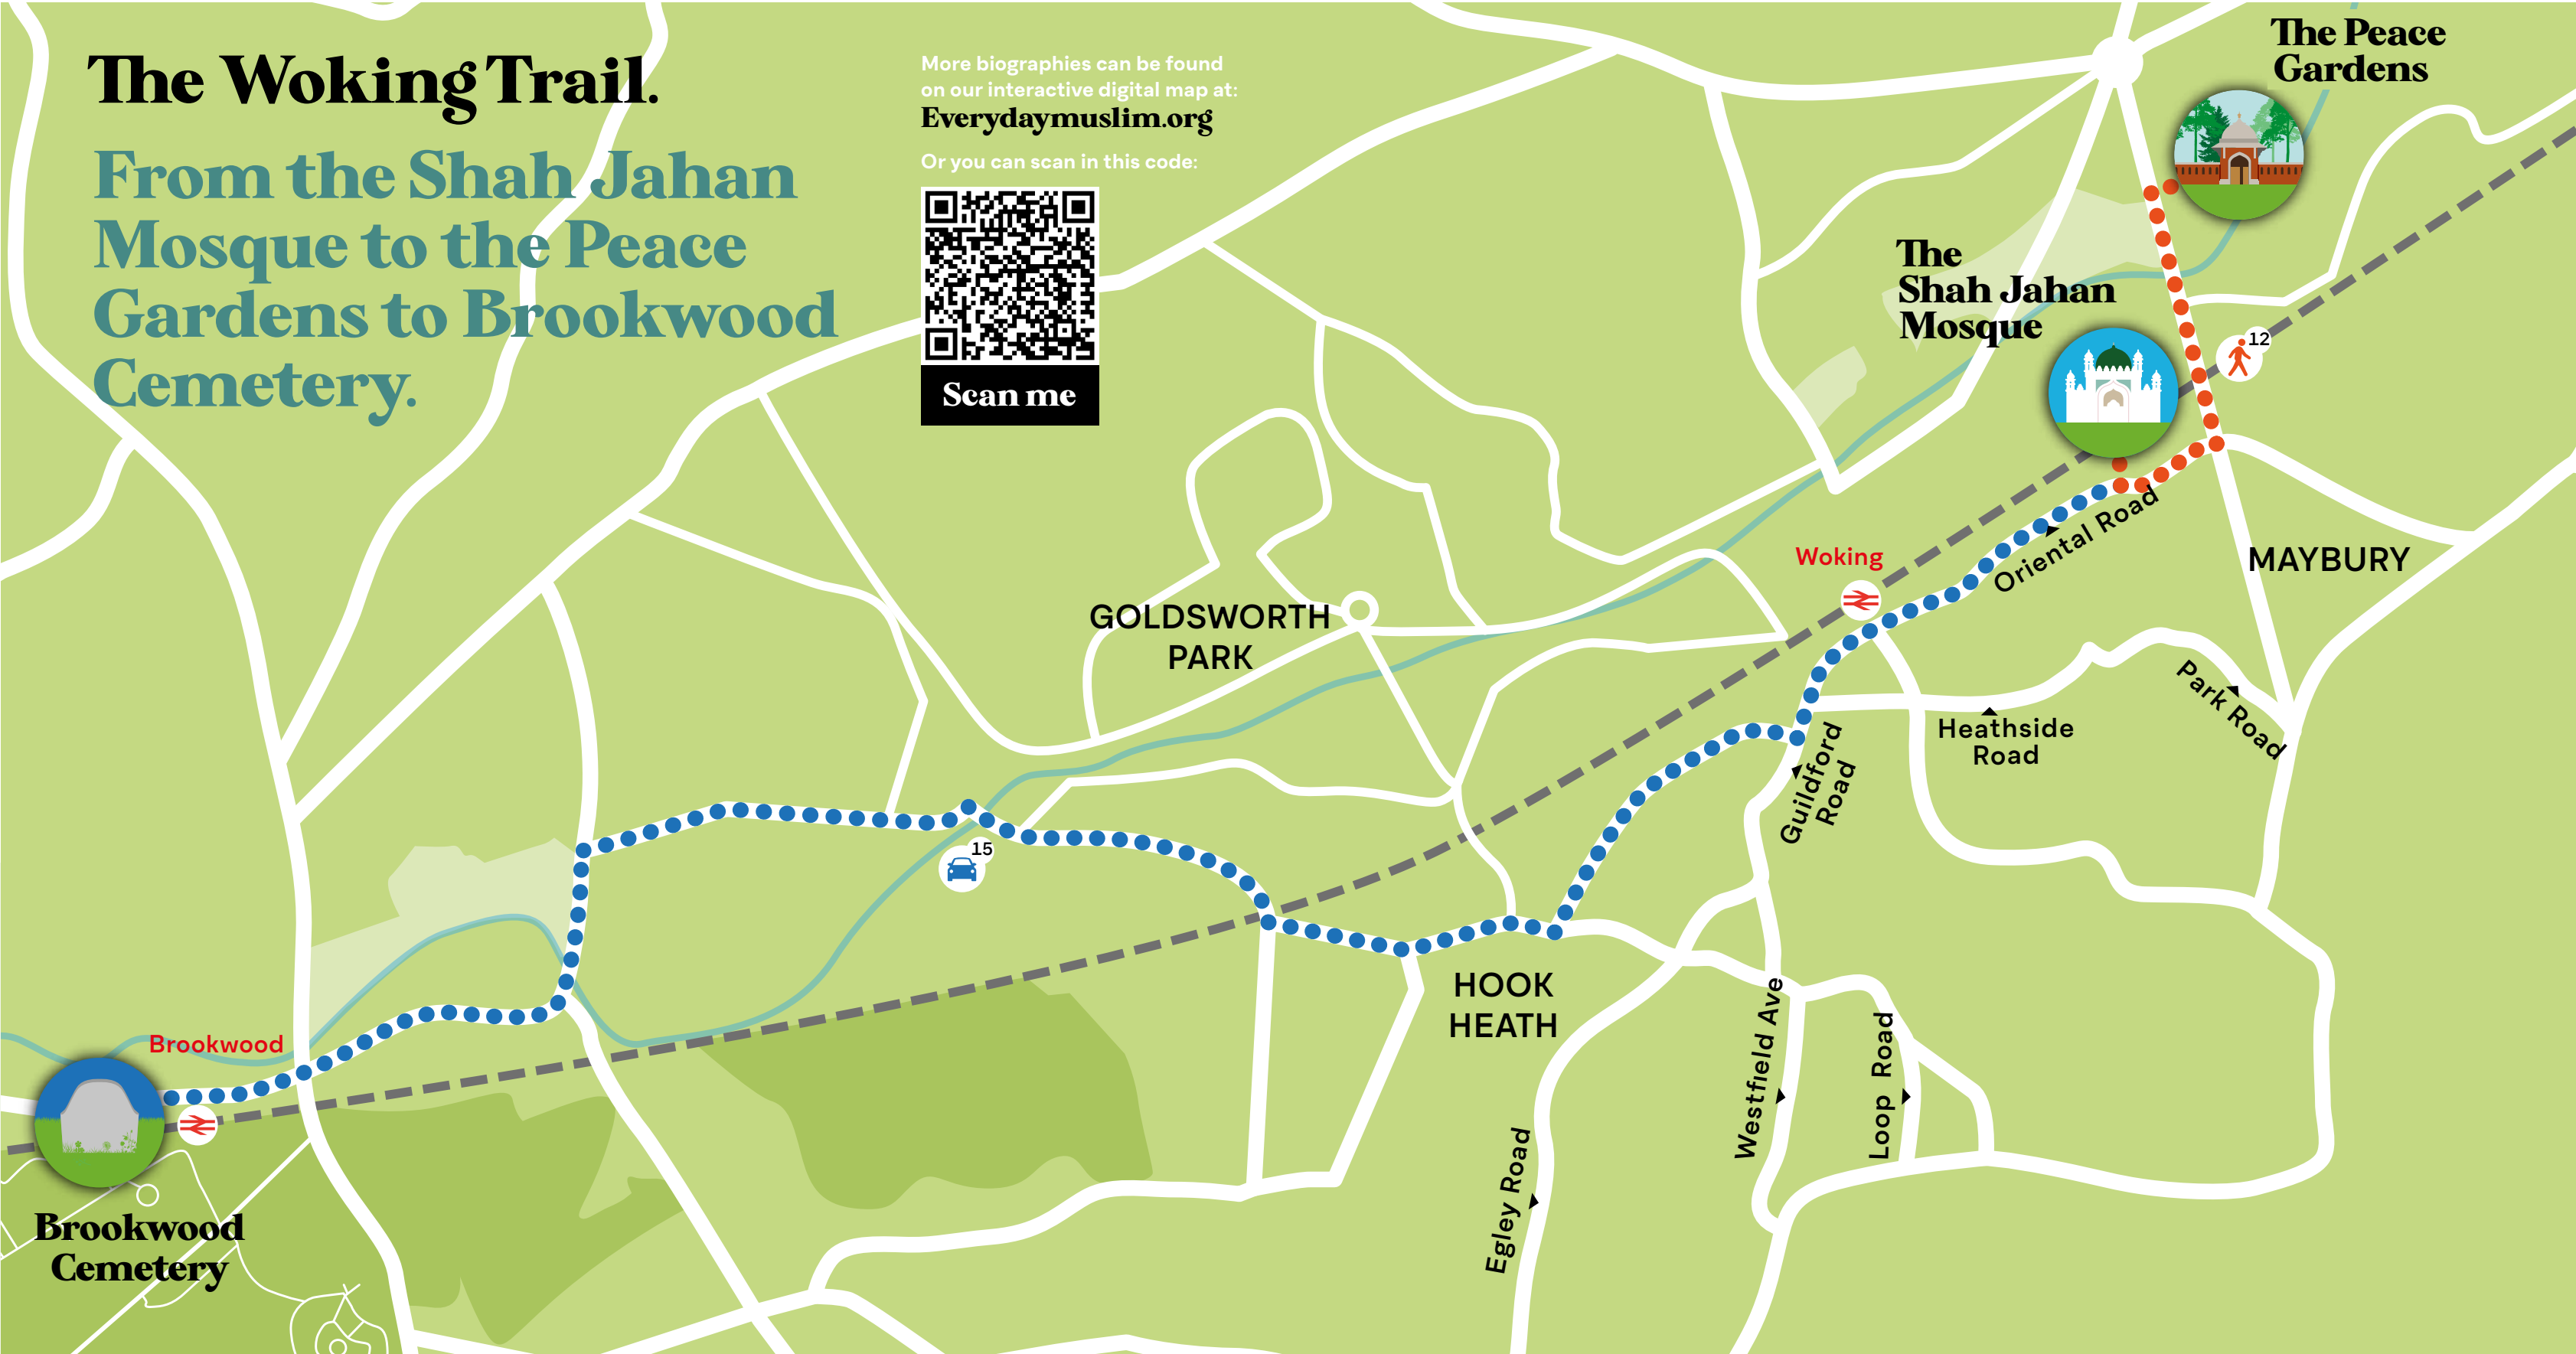 The Woking Trail.
From the Shah Jahan
Mosque to the Peace
Gardens to Brookwood
Cemetery.
More biographies can be found
on our interactive digital map at:
Everydaymuslim.org
Or you can scan in this code:
Scan me
The Peace
Gardens
The
Shah Jahan
Mosque
12
Oriental Road
MAYBURY
Woking
GOLDSWORTH
PARK
Park Road
Heathside
Road
Guildford
Road
15
HOOK
HEATH
Westfield Ave
Loop Road
Egley Road
Brookwood
Brookwood
Cemetery